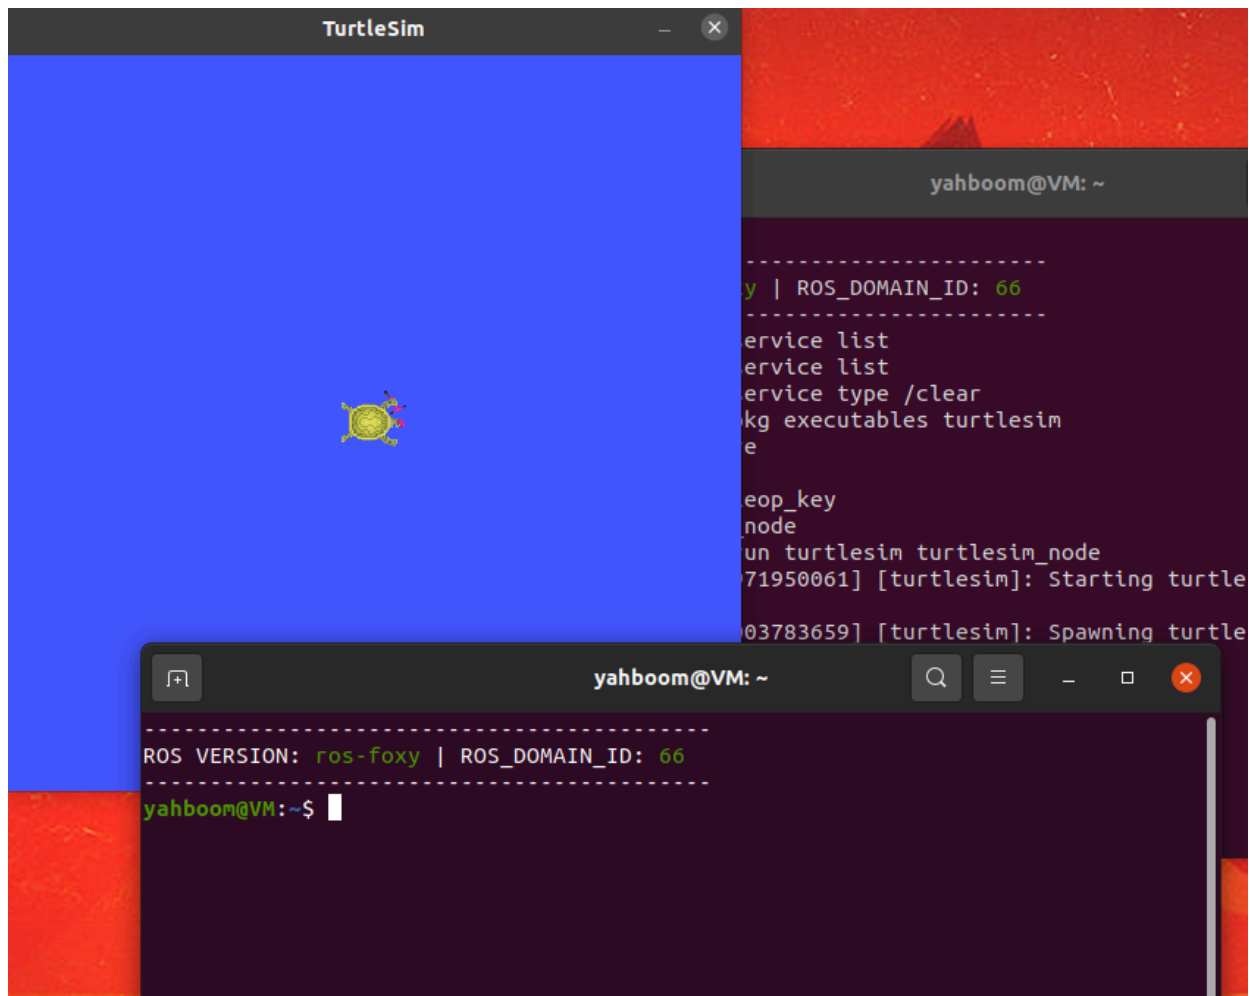 TurtleSim
yahboom@VM: ~
-----------------------
y | ROS_DOMAIN_ID: 66
-----------------------
ervice list
ervice list
ervice type /clear
kg executables turtlesim
e
eop_key
_node
un turtlesim turtlesim_node
71950061] [turtlesim]: Starting turtle
03783659] [turtlesim]: Spawning turtle
yahboom@VM: ~
-------------------------------------------
ROS VERSION: ros-foxy | ROS_DOMAIN_ID: 66
-------------------------------------------
yahboom@VM:~$